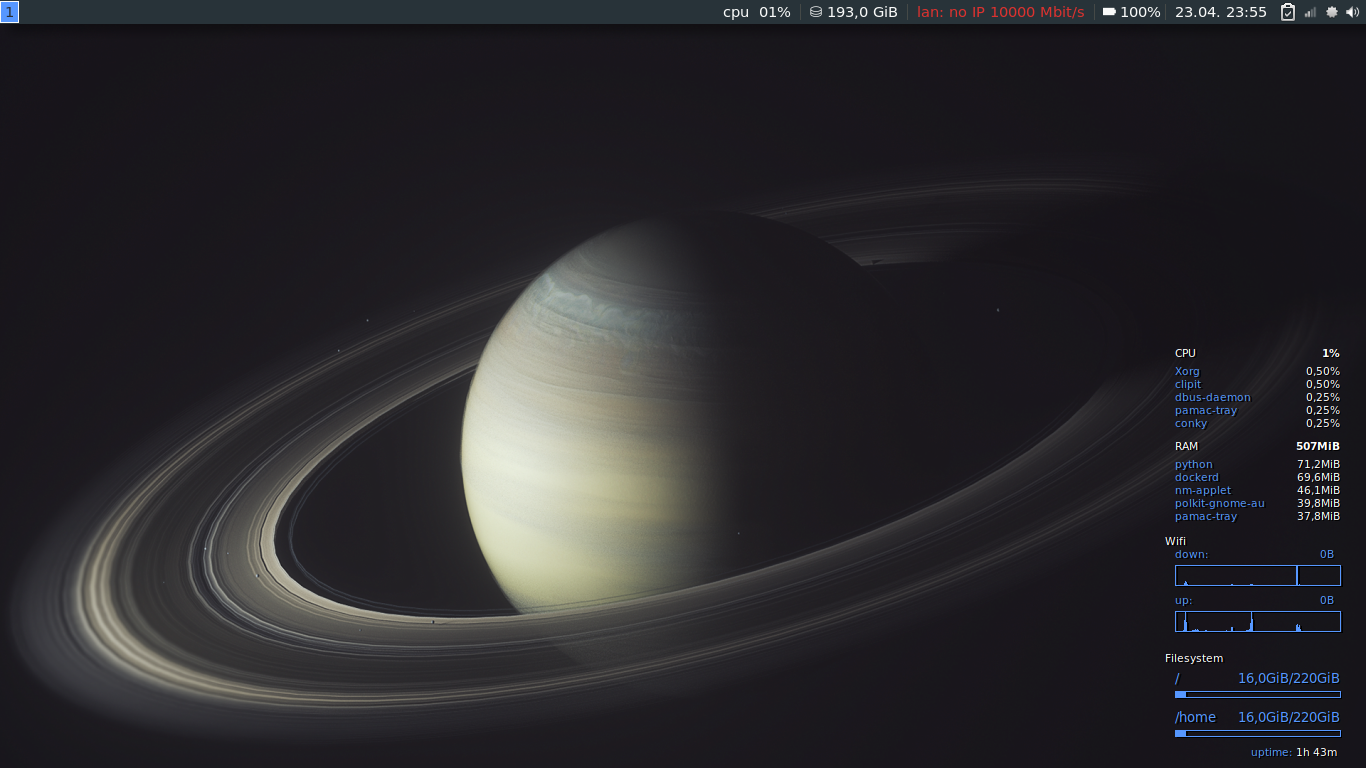 1 cpu 01% 193,0 GiB lan: no IP 10000 Mbit/s 100% 23.04. 23:55
CPU 1%
Xorg 0,50%
clipit 0,50%
dbus-daemon 0,25%
pamac-tray 0,25%
conky 0,25%
RAM 507MiB
python 71,2MiB
dockerd 69,6MiB
nm-applet 46,1MiB
polkit-gnome-au 39,8MiB
pamac-tray 37,8MiB
Wifi
down: 0B
up: 0B
Filesystem
/ 16,0GiB/220GiB
/home 16,0GiB/220GiB
uptime: 1h 43m